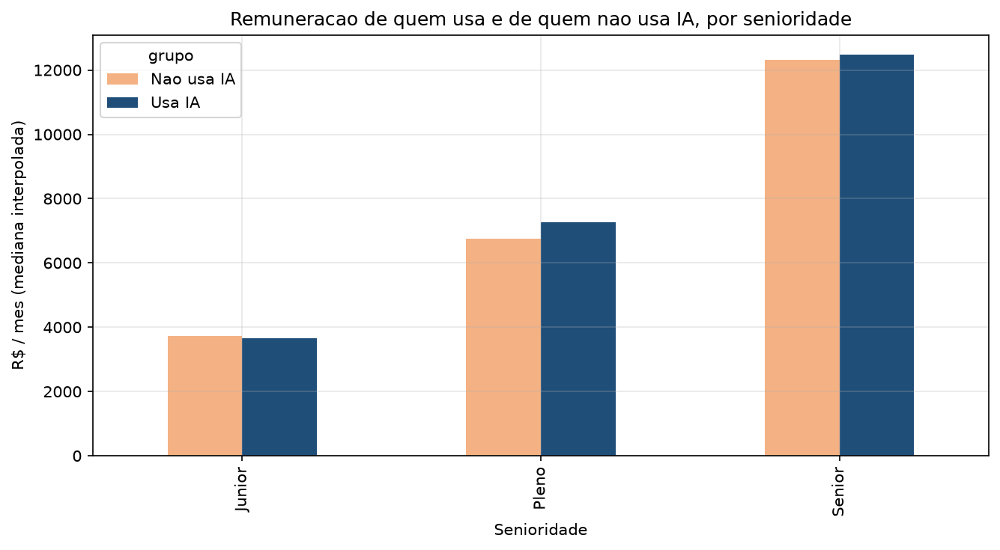 Remuneracao de quem usa e de quem nao usa IA, por senioridade
grupo
Nao usa IA
Usa IA
R$ / mes (mediana interpolada)
12000
10000
8000
6000
4000
2000
0
Junior
Pleno
Senior
Senioridade